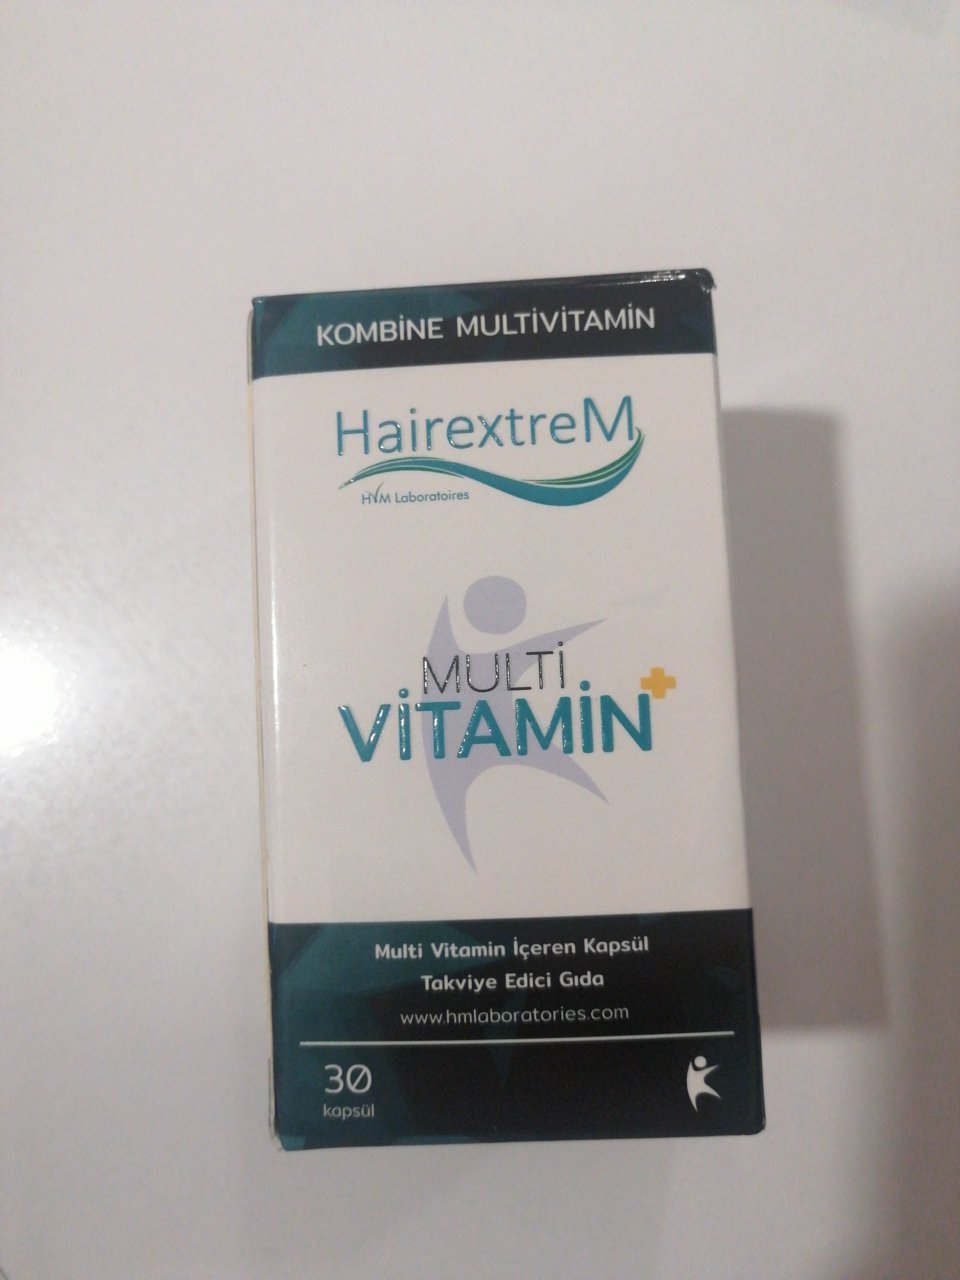 KOMBİNE MULTİVİTAMİN
HairextreM
HM Laboratoires
MULTİ
VİTAMİN+
Multi Vitamin İçeren Kapsül
Takviye Edici Gıda
www.hmlaboratories.com
30
kapsül